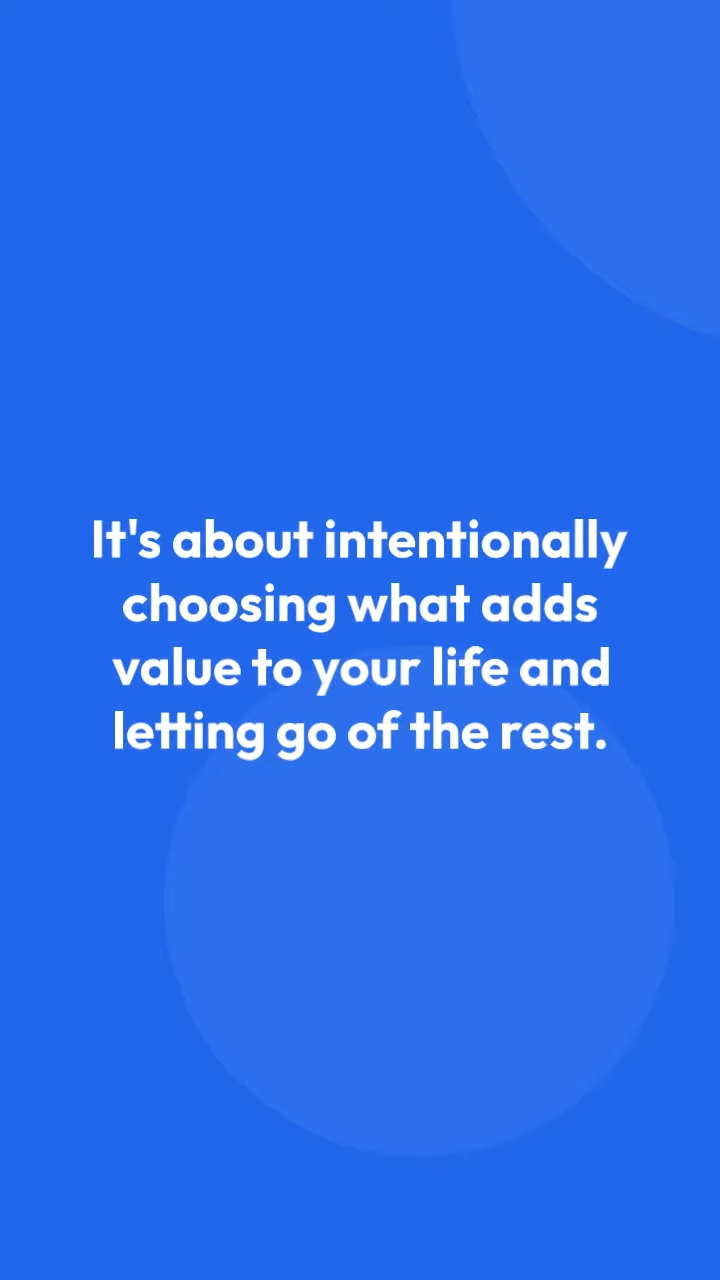 It's about intentionally
choosing what adds
value to your life and
letting go of the rest.